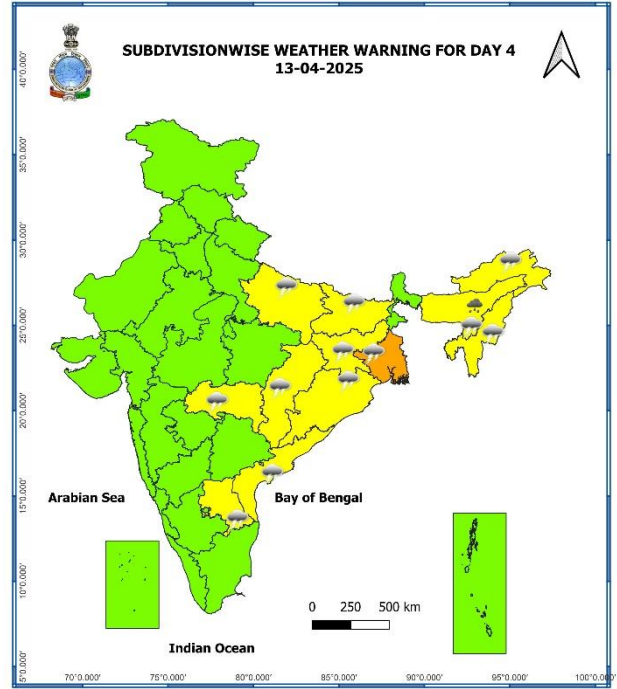 SUBDIVISIONWISE WEATHER WARNING FOR DAY 4
13-04-2025
40°0.000'
35°0.000'
30°0.000'
25°0.000'
20°0.000'
15°0.000'
10°0.000'
5°0.000'
Arabian Sea
Bay of Bengal
0 250 500 km
Indian Ocean
70°0.000' 75°0.000' 80°0.000' 85°0.000' 90°0.000' 95°0.000' 100°0.000'